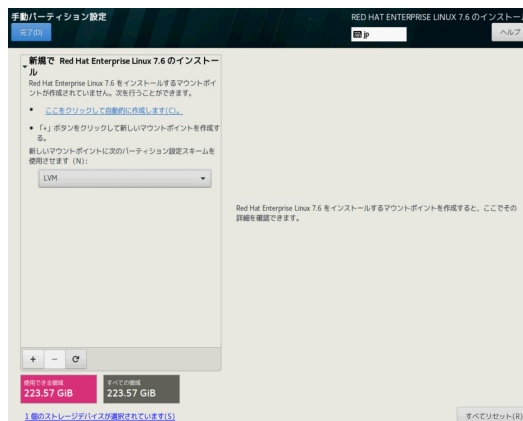 手動パーティション設定
完了(D)
RED HAT ENTERPRISE LINUX 7.6 のインストー
jp
ヘルプ
新規で Red Hat Enterprise Linux 7.6 のインストー
ル
Red Hat Enterprise Linux 7.6 をインストールするマウントポイ
ントが作成されていません。次を行うことができます。
• ここをクリックして自動的に作成します(C)。
• 「+」ボタンをクリックして新しいマウントポイントを作成す
る。
新しいマウントポイントに次のパーティション設定スキームを
使用させます (N):
LVM
Red Hat Enterprise Linux 7.6 をインストールするマウントポイントを作成すると、ここでその
詳細を確認できます。
+ −
使用できる領域
223.57 GiB
すべての領域
223.57 GiB
1 個のストレージデバイスが選択されています(S)
すべてリセット(R)